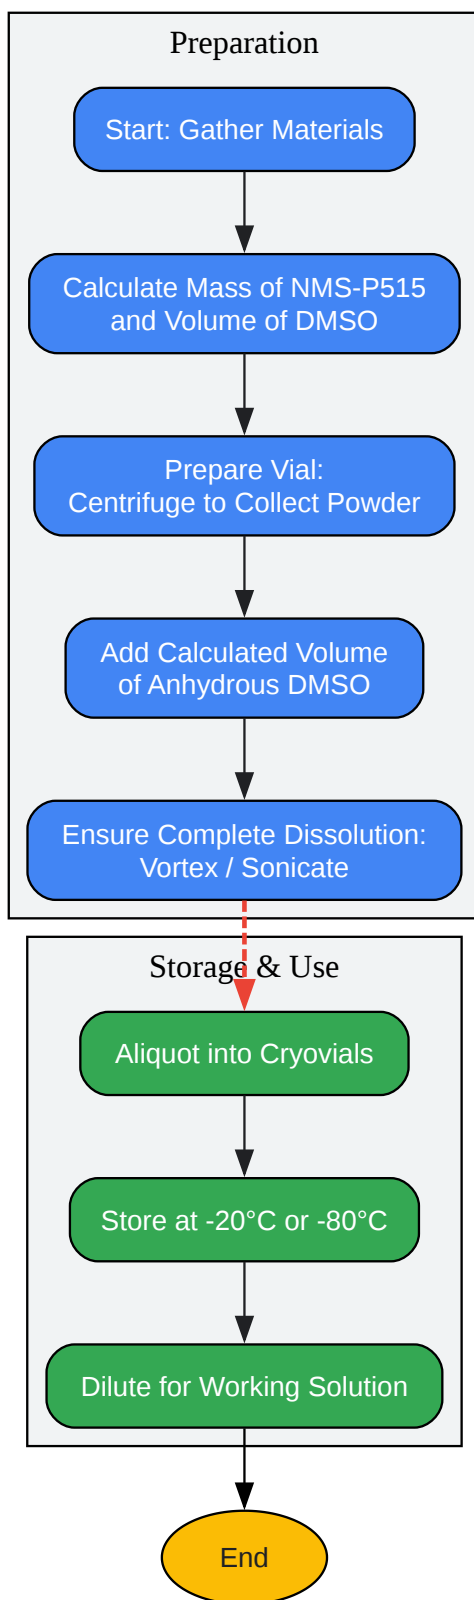 Preparation
Start: Gather Materials
Calculate Mass of NMS-P515
and Volume of DMSO
Prepare Vial:
Centrifuge to Collect Powder
Add Calculated Volume
of Anhydrous DMSO
Ensure Complete Dissolution:
Vortex / Sonicate
Storage & Use
Aliquot into Cryovials
Store at -20°C or -80°C
Dilute for Working Solution
End